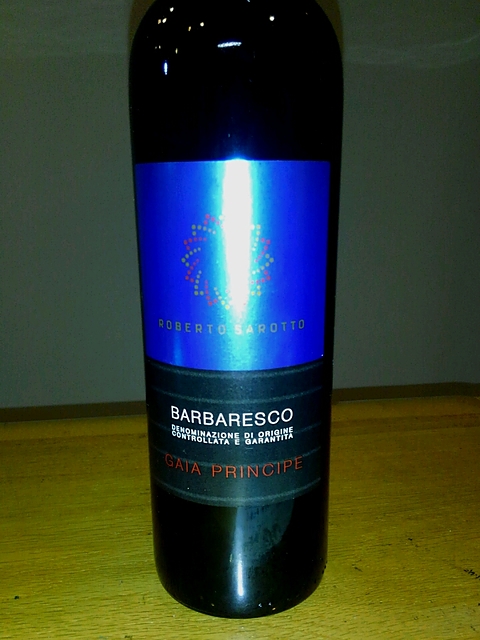 ROBERTO SAROTTO
BARBARESCO
DENOMINAZIONE DI ORIGINE
CONTROLLATA E GARANTITA
GAIA PRINCIPE